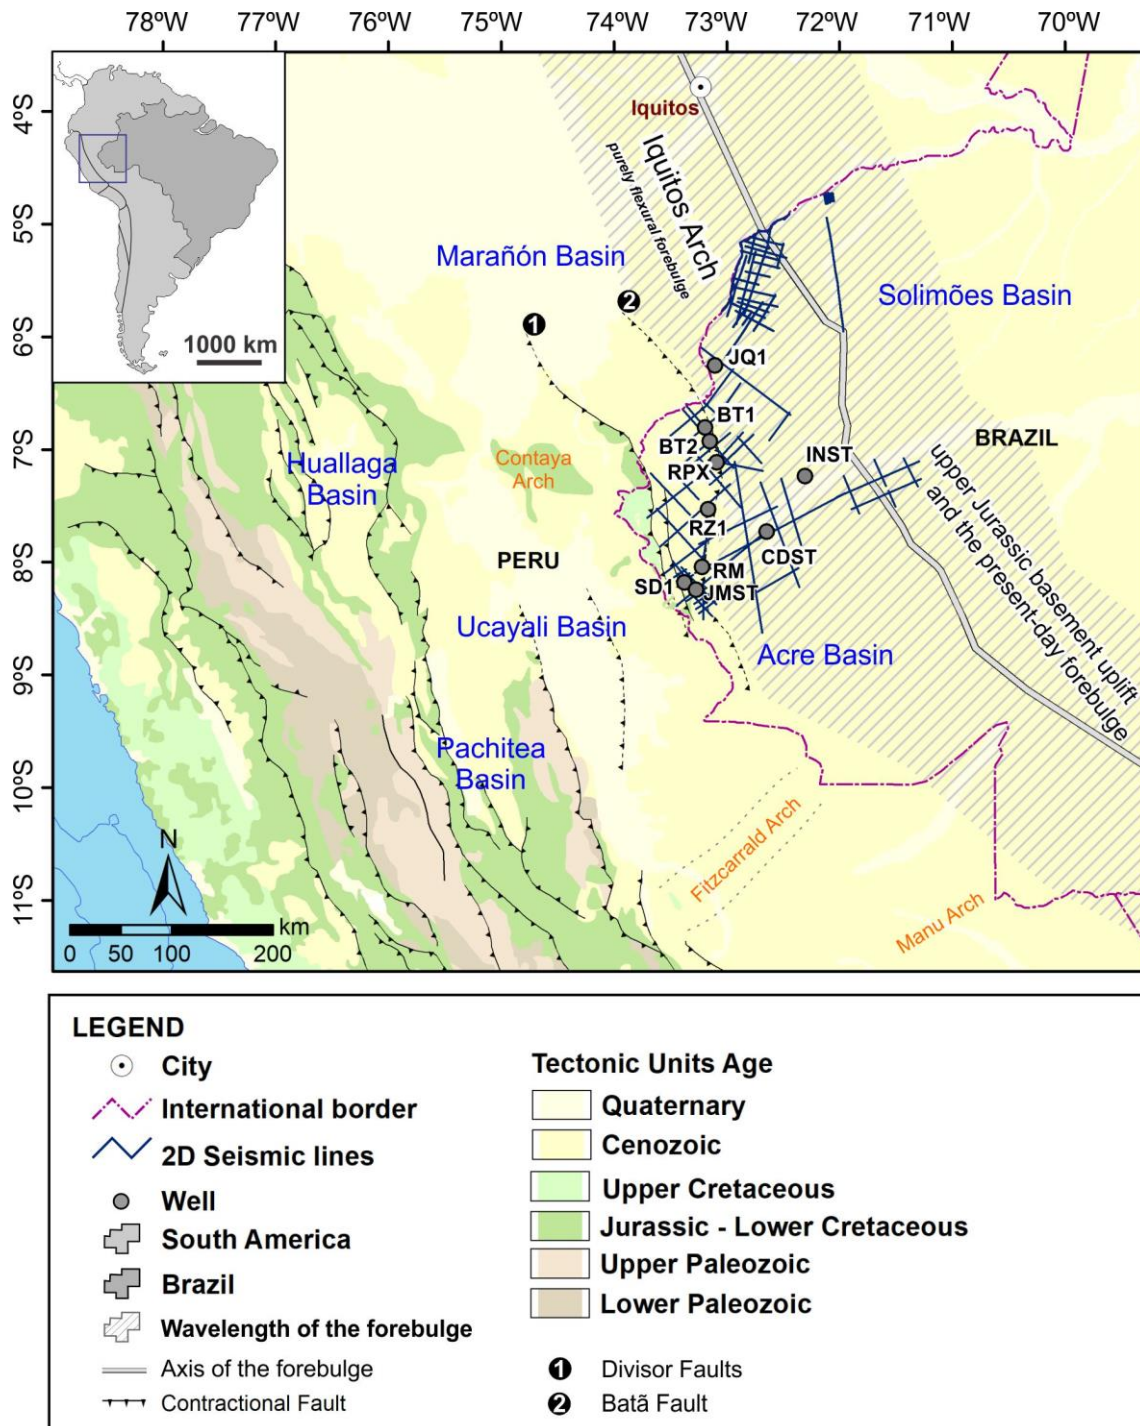 78ºW 77ºW 76ºW 75ºW 74ºW 73ºW 72ºW 71ºW 70ºW
4ºS
5ºS
6ºS
7ºS
8ºS
9ºS
10ºS
11ºS
1000 km
Iquitos
Iquitos Arch
purely flexural forebulge
Marañón Basin
Solimões Basin
1
2
JQ1
BT1
BT2
RPX
INST
BRAZIL
Huallaga
Basin
Contaya
Arch
RZ1
CDST
PERU
RM
SD1
JMST
upper Jurassic basement uplift
and the present-day forebulge
Ucayali Basin
Acre Basin
Pachitea
Basin
Fitzcarrald Arch
Manu Arch
N
km
0 50 100 200
LEGEND
City
International border
2D Seismic lines
Well
South America
Brazil
Wavelength of the forebulge
Axis of the forebulge
Contractional Fault
Tectonic Units Age
Quaternary
Cenozoic
Upper Cretaceous
Jurassic - Lower Cretaceous
Upper Paleozoic
Lower Paleozoic
1 Divisor Faults
2 Batã Fault